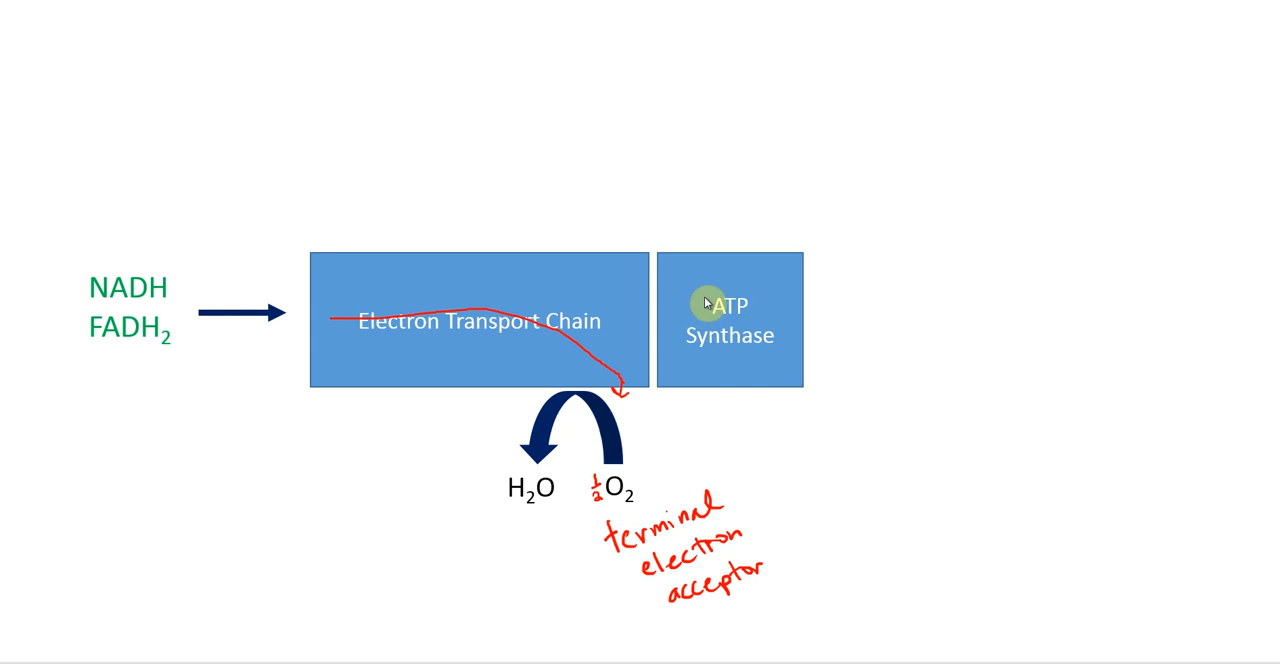 NADH
FADH₂
Electron Transport Chain
ATP
Synthase
H₂O
½O₂
terminal
electron
acceptor